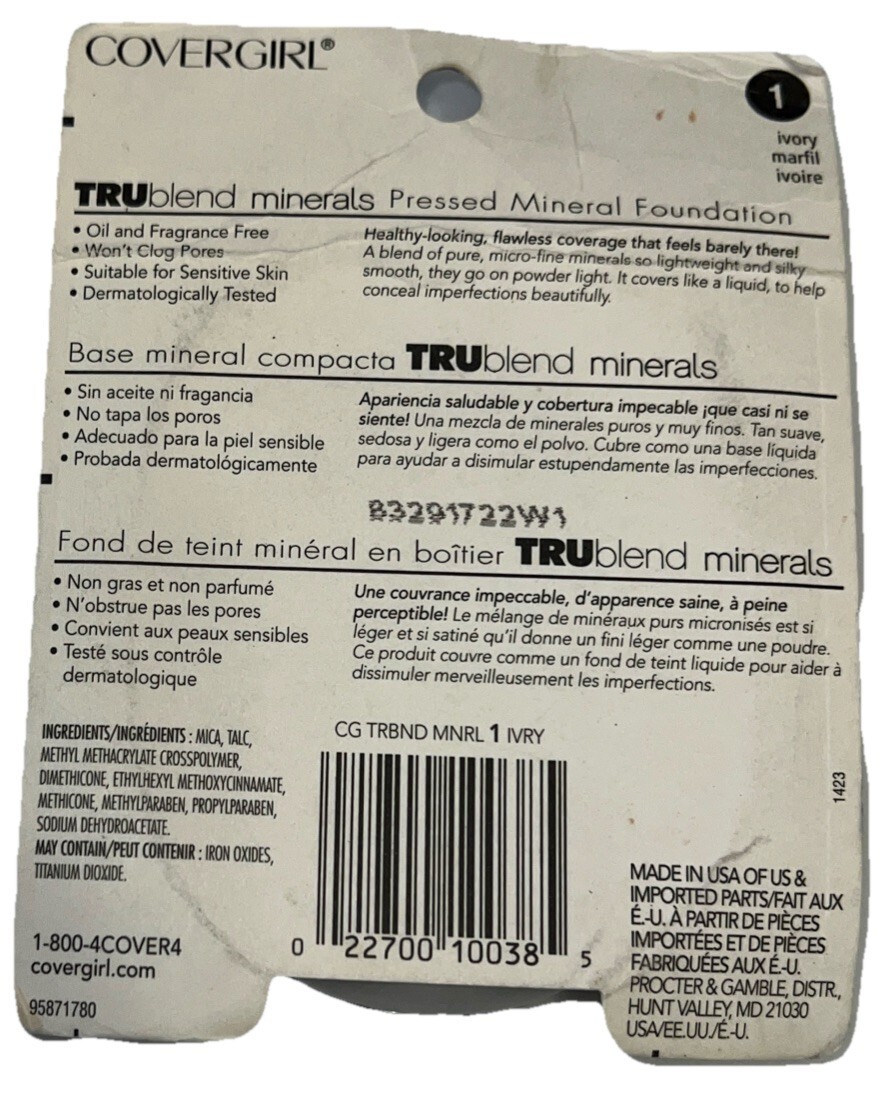 COVERGIRL®
1
ivory
marfil
ivoire
TRUblend minerals Pressed Mineral Foundation
• Oil and Fragrance Free
• Won't Clog Pores
• Suitable for Sensitive Skin
• Dermatologically Tested
Healthy-looking, flawless coverage that feels barely there!
A blend of pure, micro-fine minerals so lightweight and silky
smooth, they go on powder light. It covers like a liquid, to help
conceal imperfections beautifully.
Base mineral compacta TRUblend minerals
• Sin aceite ni fragancia
• No tapa los poros
• Adecuado para la piel sensible
• Probada dermatológicamente
Apariencia saludable y cobertura impecable ¡que casi ni se
siente! Una mezcla de minerales puros y muy finos. Tan suave,
sedosa y ligera como el polvo. Cubre como una base líquida
para ayudar a disimular estupendamente las imperfecciones.
83291722W1
Fond de teint minéral en boîtier TRUblend minerals
• Non gras et non parfumé
• N'obstrue pas les pores
• Convient aux peaux sensibles
• Testé sous contrôle
dermatologique
Une couvrance impeccable, d'apparence saine, à peine
perceptible! Le mélange de minéraux purs micronisés est si
léger et si satiné qu'il donne un fini léger comme une poudre.
Ce produit couvre comme un fond de teint liquide pour aider à
dissimuler merveilleusement les imperfections.
INGREDIENTS/INGRÉDIENTS : MICA, TALC,
METHYL METHACRYLATE CROSSPOLYMER,
DIMETHICONE, ETHYLHEXYL METHOXYCINNAMATE,
METHICONE, METHYLPARABEN, PROPYLPARABEN,
SODIUM DEHYDROACETATE.
MAY CONTAIN/PEUT CONTENIR : IRON OXIDES,
TITANIUM DIOXIDE.
1-800-4COVER4
covergirl.com
95871780
CG TRBND MNRL 1 IVRY
0 22700 10038 5
1423
MADE IN USA OF US &
IMPORTED PARTS/FAIT AUX
É.-U. À PARTIR DE PIÈCES
IMPORTÉES ET DE PIÈCES
FABRIQUÉES AUX É.-U.
PROCTER & GAMBLE, DISTR.,
HUNT VALLEY, MD 21030
USA/EE.UU./É.-U.